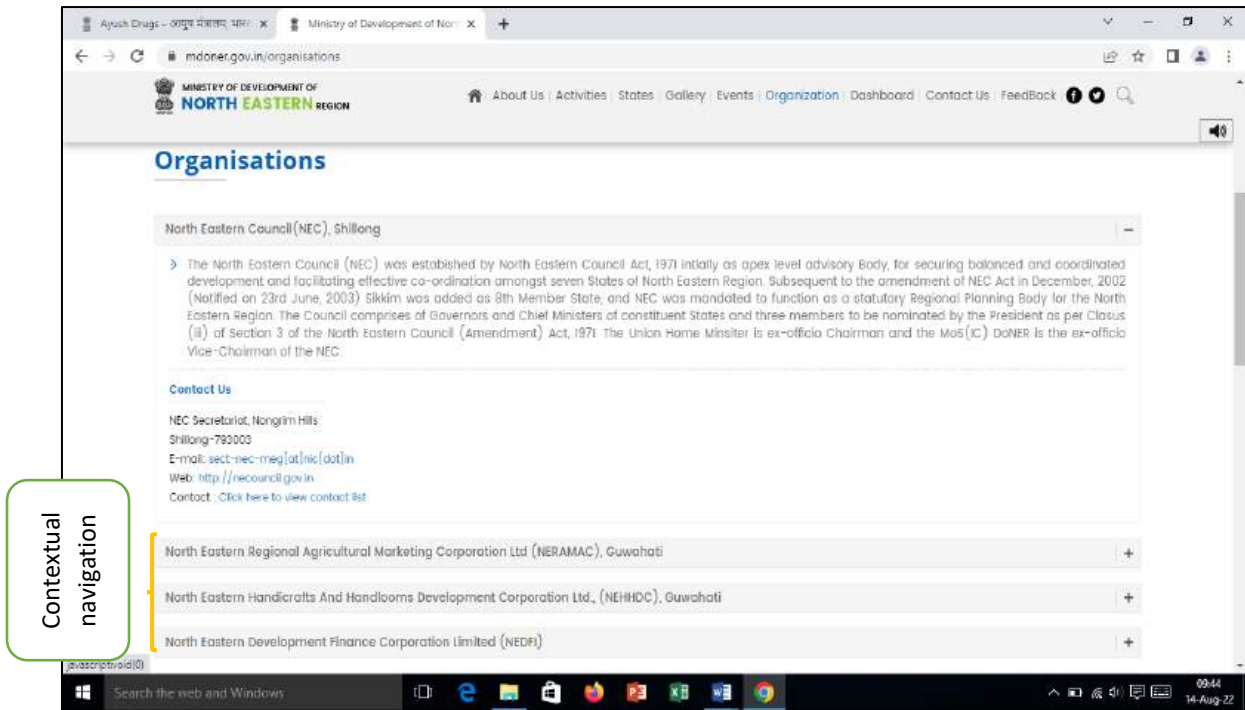 Ayush Drugs – आयुष मंत्रालय, भारत
Ministry of Development of Nor
mdoner.gov.in/organisations
MINISTRY OF DEVELOPMENT OF
NORTH EASTERN REGION
About Us | Activities | States | Gallery | Events | Organization | Dashboard | Contact Us | FeedBack
Organisations
North Eastern Council(NEC), Shillong
The North Eastern Council (NEC) was estabished by North Eastern Council Act, 1971 intially as apex level advisory Body, for securing balanced and coordinated
development and facilitating effective co-ordination amongst seven States of North Eastern Region. Subsequent to the amendment of NEC Act in December, 2002
(Notified on 23rd June, 2003) Sikkim was added as 8th Member State, and NEC was mandated to function as a statutory Regional Planning Body for the North
Eastern Region. The Council comprises of Governors and Chief Ministers of constituent States and three members to be nominated by the President as per Clasus
(iii) of Section 3 of the North Eastern Council (Amendment) Act, 1971. The Union Home Minsiter is ex-officio Chairman and the MoS(IC) DoNER is the ex-officio
Vice-Chairman of the NEC.
Contact Us
NEC Secretariat, Nongrim Hills
Shillong-793003
E-mail: sect-nec-meg[at]nic[dot]in
Web: http://necouncil.gov.in
Contact : Click here to view contact list
Contextual
navigation
North Eastern Regional Agricultural Marketing Corporation Ltd (NERAMAC), Guwahati
North Eastern Handicrafts And Handlooms Development Corporation Ltd., (NEHHDC), Guwahati
North Eastern Development Finance Corporation Limited (NEDFI)
javascript:void(0)
Search the web and Windows
09:44
14-Aug-22